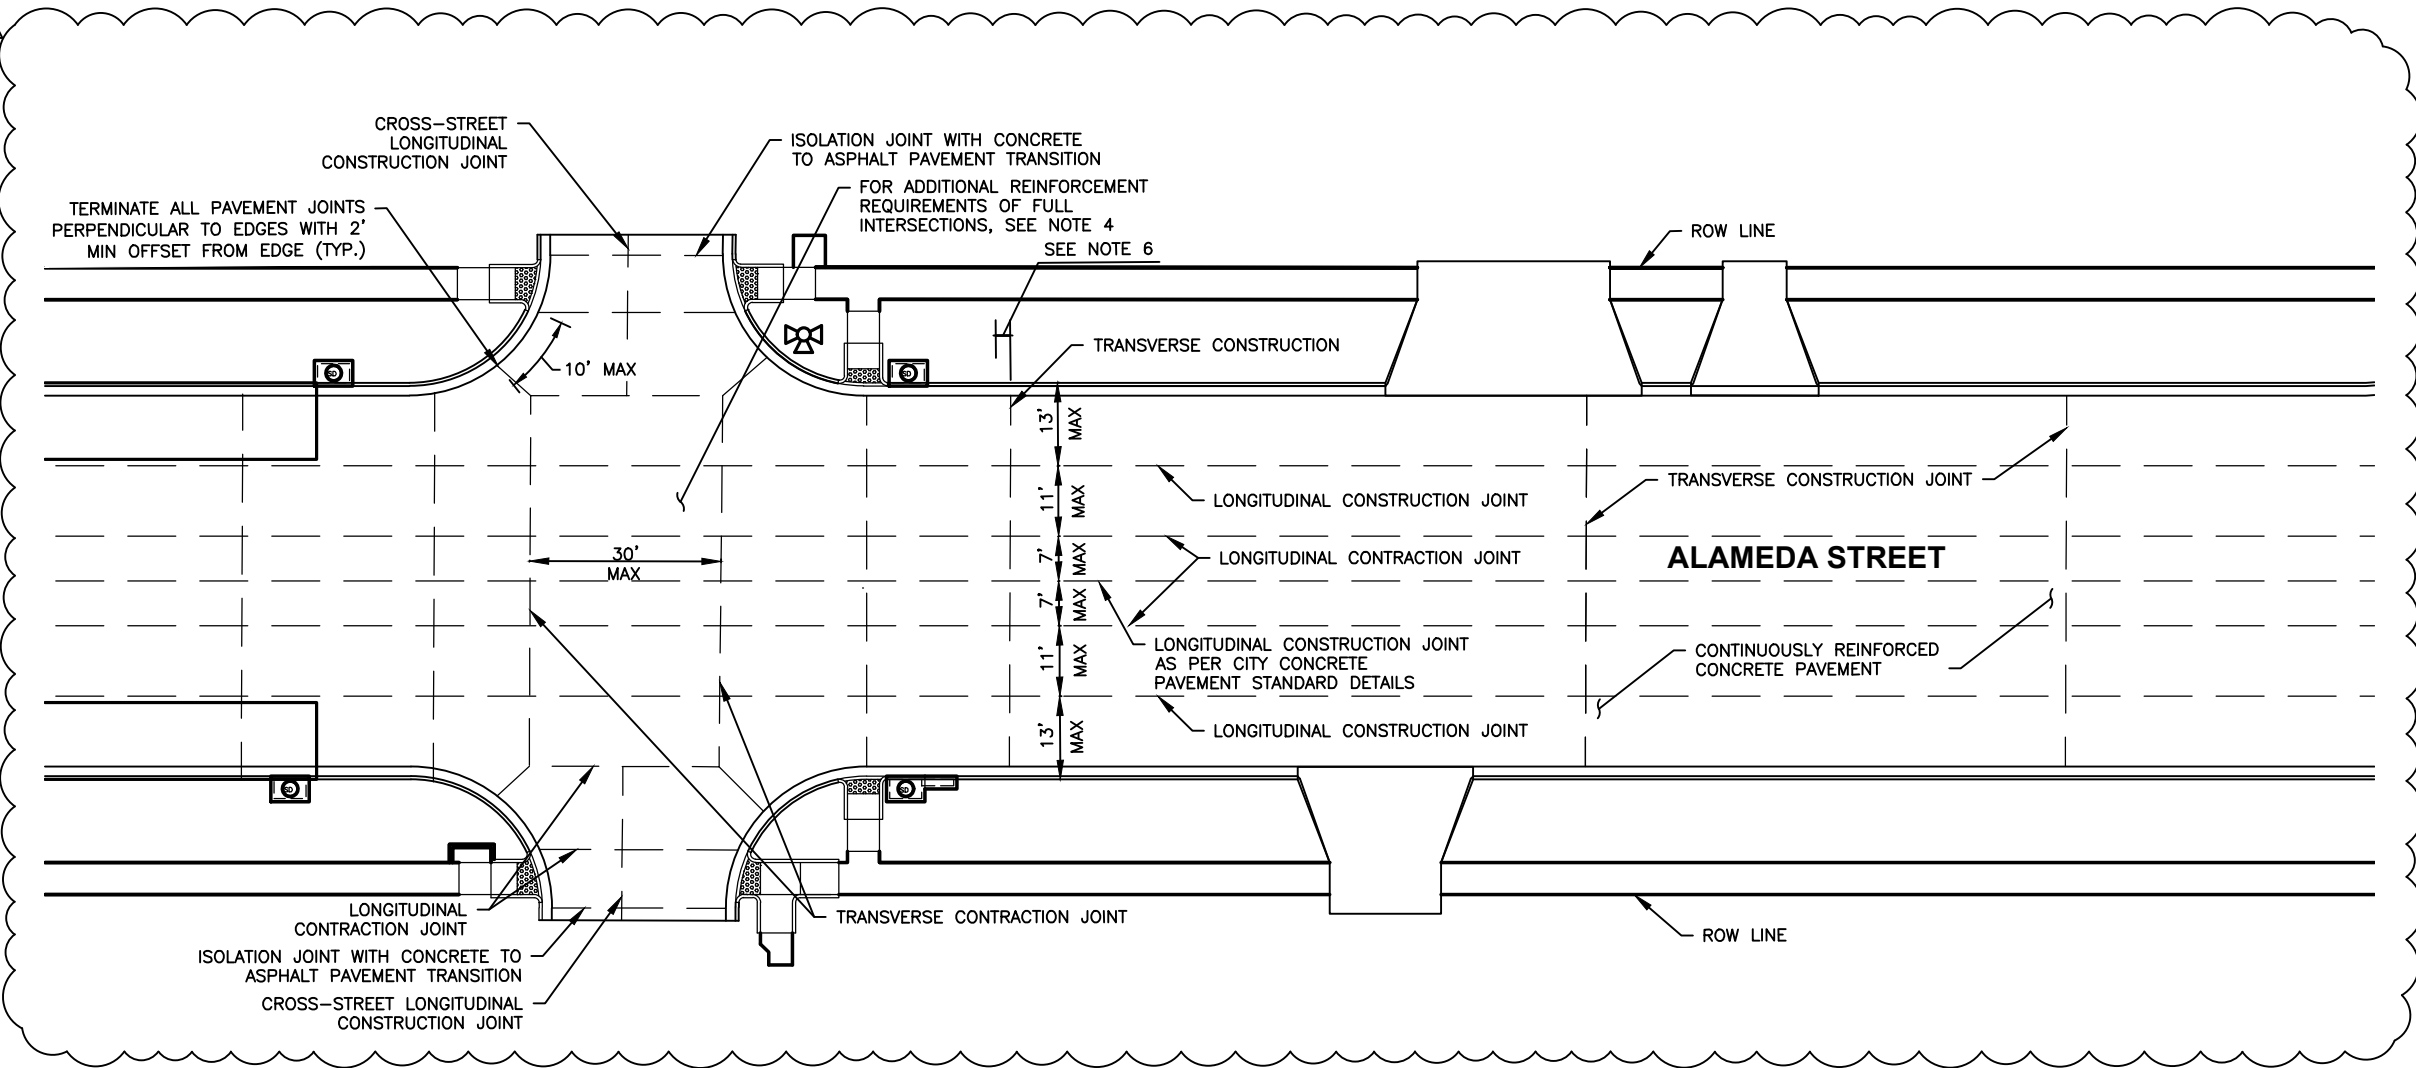 CROSS-STREET
LONGITUDINAL
CONSTRUCTION JOINT
ISOLATION JOINT WITH CONCRETE
TO ASPHALT PAVEMENT TRANSITION
FOR ADDITIONAL REINFORCEMENT
REQUIREMENTS OF FULL
INTERSECTIONS, SEE NOTE 4
SEE NOTE 6
TERMINATE ALL PAVEMENT JOINTS
PERPENDICULAR TO EDGES WITH 2'
MIN OFFSET FROM EDGE (TYP.)
ROW LINE
TRANSVERSE CONSTRUCTION
10' MAX
SD
SD
13'
MAX
11'
MAX
7'
MAX
7'
MAX
11'
MAX
13'
MAX
30'
MAX
LONGITUDINAL CONSTRUCTION JOINT
TRANSVERSE CONSTRUCTION JOINT
LONGITUDINAL CONTRACTION JOINT
ALAMEDA STREET
LONGITUDINAL CONSTRUCTION JOINT
AS PER CITY CONCRETE
PAVEMENT STANDARD DETAILS
CONTINUOUSLY REINFORCED
CONCRETE PAVEMENT
LONGITUDINAL CONSTRUCTION JOINT
SD
SD
LONGITUDINAL
CONTRACTION JOINT
TRANSVERSE CONTRACTION JOINT
ROW LINE
ISOLATION JOINT WITH CONCRETE TO
ASPHALT PAVEMENT TRANSITION
CROSS-STREET LONGITUDINAL
CONSTRUCTION JOINT